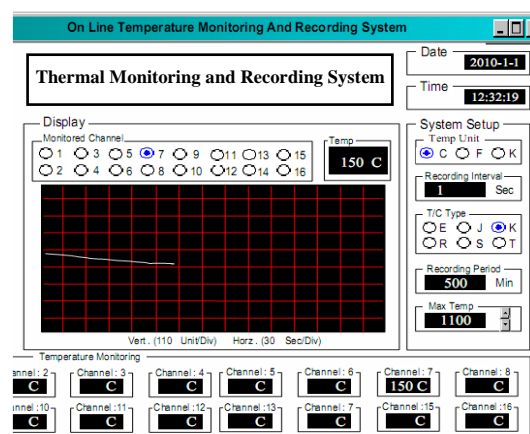 On Line Temperature Monitoring And Recording System
Thermal Monitoring and Recording System
Date
2010-1-1
Time
12:32:19
Display
Monitored Channel
1 3 5 7 9 11 13 15
2 4 6 8 10 12 14 16
Temp
150 C
Vert. (110 Unit/Div) Horz. (30 Sec/Div)
System Setup
Temp Unit
C F K
Recording Interval
1 Sec
T/C Type
E J K
R S T
Recording Period
500 Min
Max Temp
1100
Temperature Monitoring
annel: 2 Channel: 3 Channel: 4 Channel: 5 Channel: 6 Channel: 7 Channel: 8
C C C C C 150 C C
nnel:10 Channel:11 Channel:12 Channel:13 Channel: 7 Channel:15 Channel:16
C C C C C C C